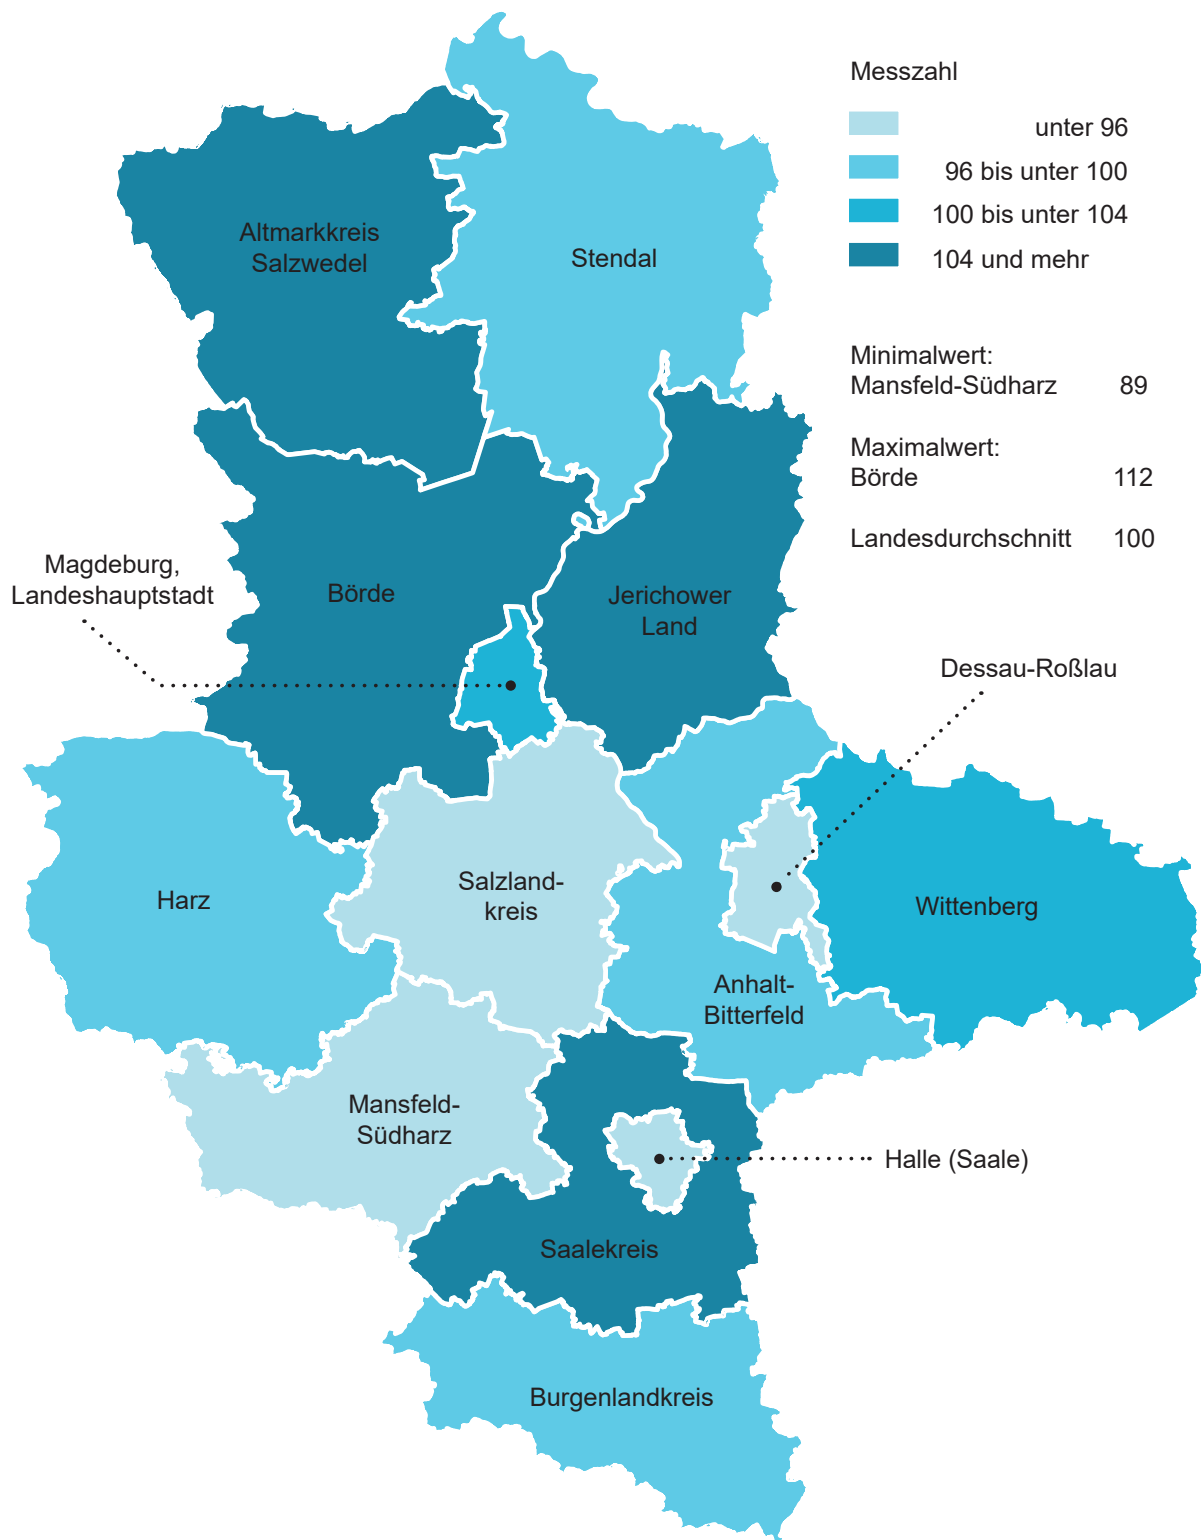 Messzahl
unter 96
96 bis unter 100
100 bis unter 104
104 und mehr
Minimalwert:
Mansfeld-Südharz 89
Maximalwert:
Börde 112
Landesdurchschnitt 100
Altmarkkreis
Salzwedel
Stendal
Magdeburg,
Landeshauptstadt
Börde
Jerichower
Land
Dessau-Roßlau
Harz
Salzland-
kreis
Wittenberg
Anhalt-
Bitterfeld
Mansfeld-
Südharz
Halle (Saale)
Saalekreis
Burgenlandkreis